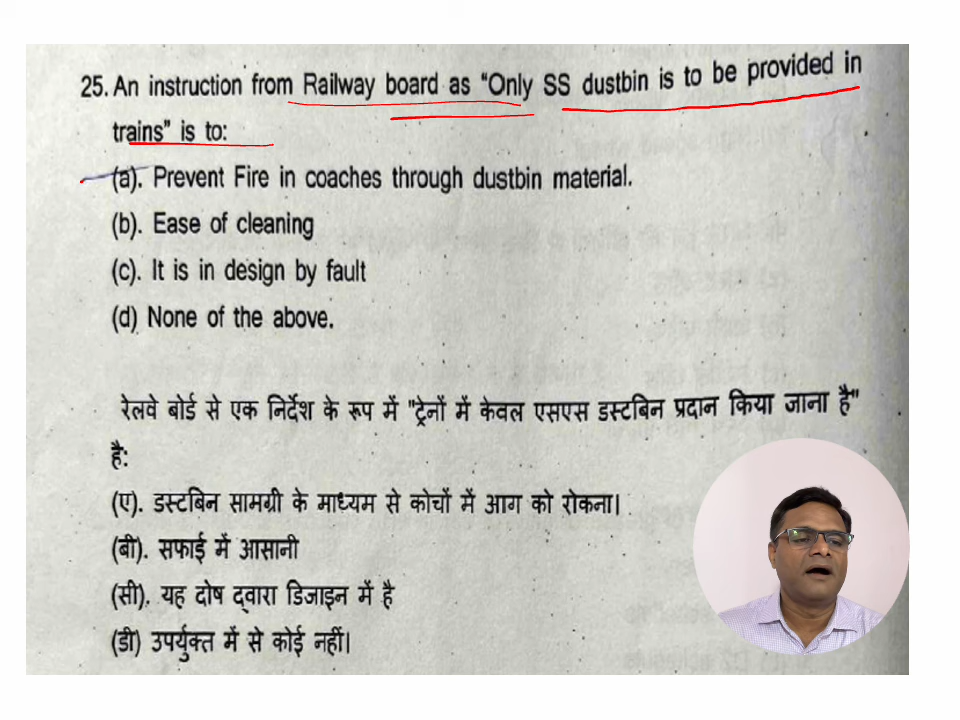 25. An instruction from Railway board as "Only SS dustbin is to be provided in
trains" is to:
(a). Prevent Fire in coaches through dustbin material.
(b). Ease of cleaning
(c). It is in design by fault
(d) None of the above.
रेलवे बोर्ड से एक निर्देश के रूप में "ट्रेनों में केवल एसएस डस्टबिन प्रदान किया जाना है"
है:
(ए). डस्टबिन सामग्री के माध्यम से कोचों में आग को रोकना।
(बी). सफाई में आसानी
(सी). यह दोष द्वारा डिजाइन में है
(डी) उपर्युक्त में से कोई नहीं।